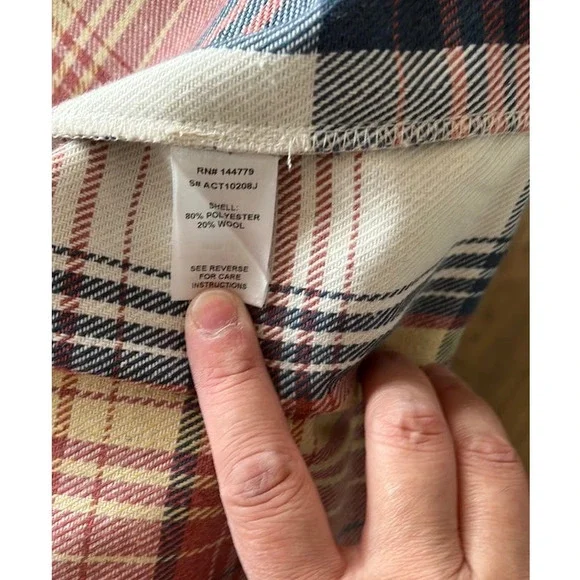 RN# 144779
S# ACT10208J
SHELL:
80% POLYESTER
20% WOOL
SEE REVERSE
FOR CARE
INSTRUCTIONS